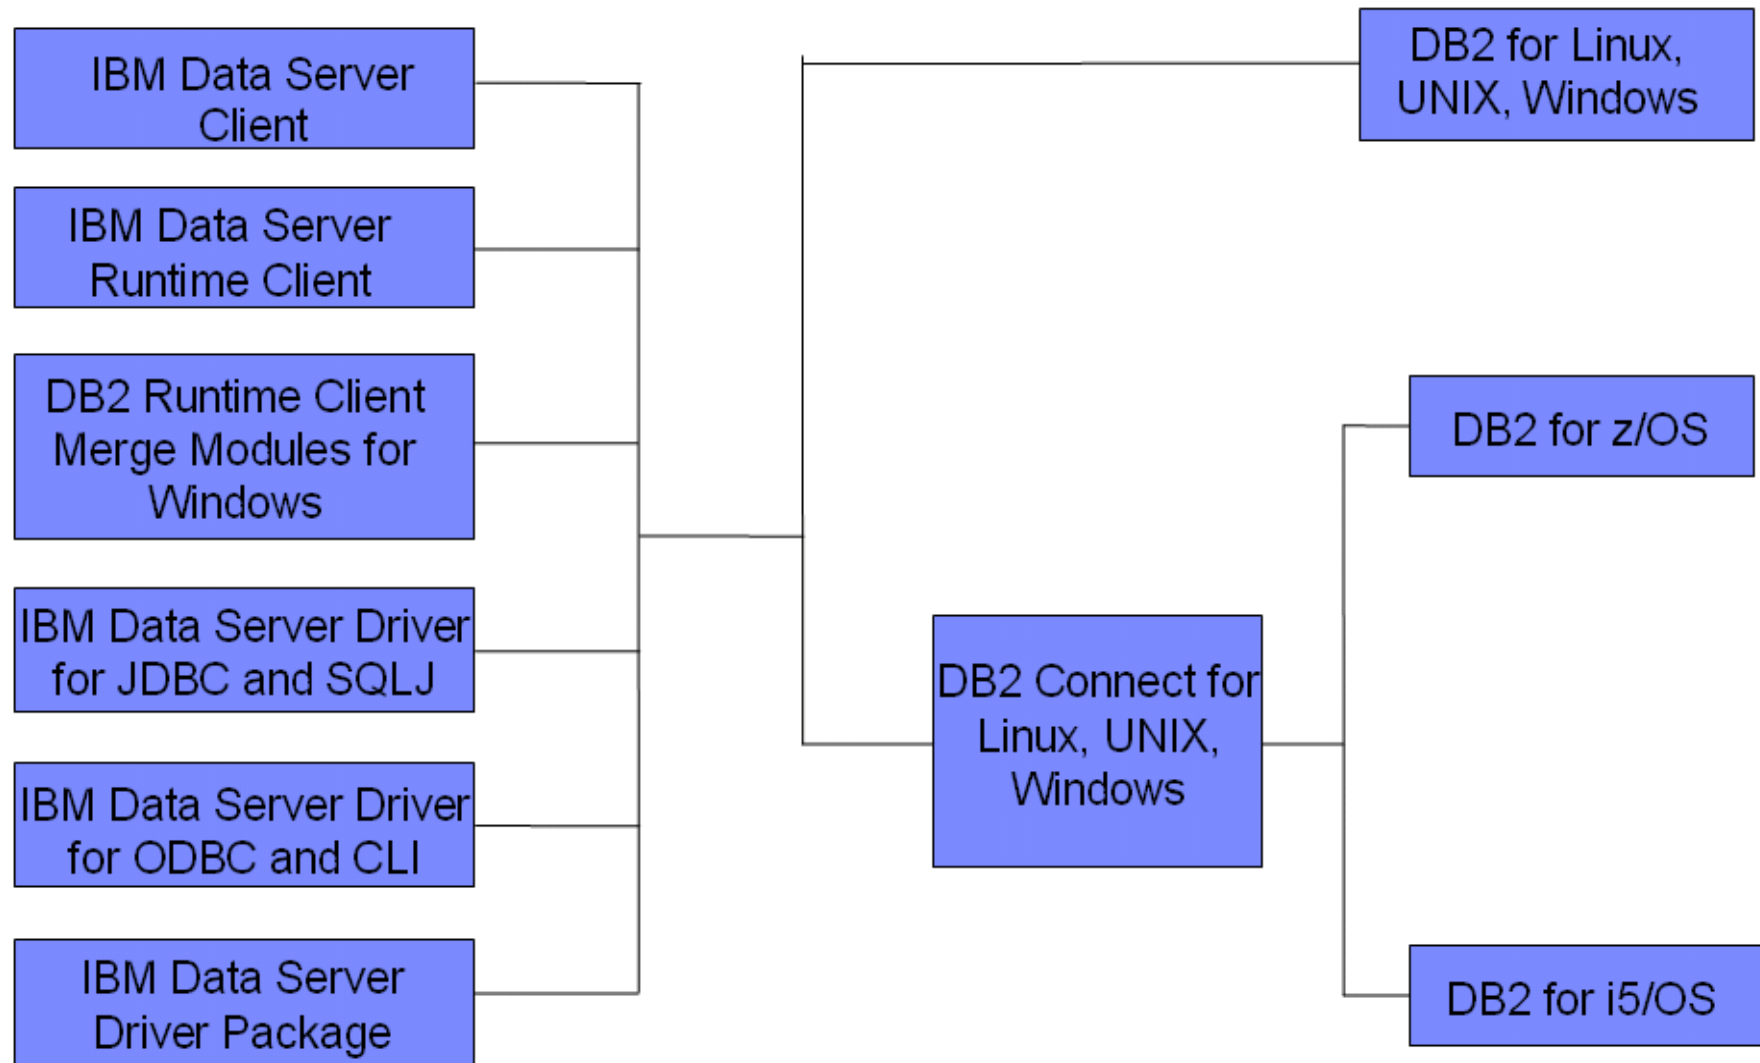 IBM Data Server
Client
IBM Data Server
Runtime Client
DB2 Runtime Client
Merge Modules for
Windows
IBM Data Server Driver
for JDBC and SQLJ
IBM Data Server Driver
for ODBC and CLI
IBM Data Server
Driver Package
DB2 Connect for
Linux, UNIX,
Windows
DB2 for Linux,
UNIX, Windows
DB2 for z/OS
DB2 for i5/OS